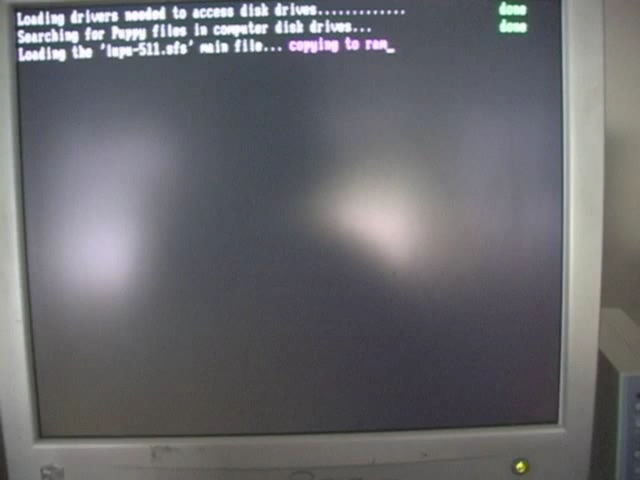 Loading drivers needed to access disk drives............. done
Searching for Puppy files in computer disk drives... done
Loading the 'lupu-511.sfs' main file... copying to ram_